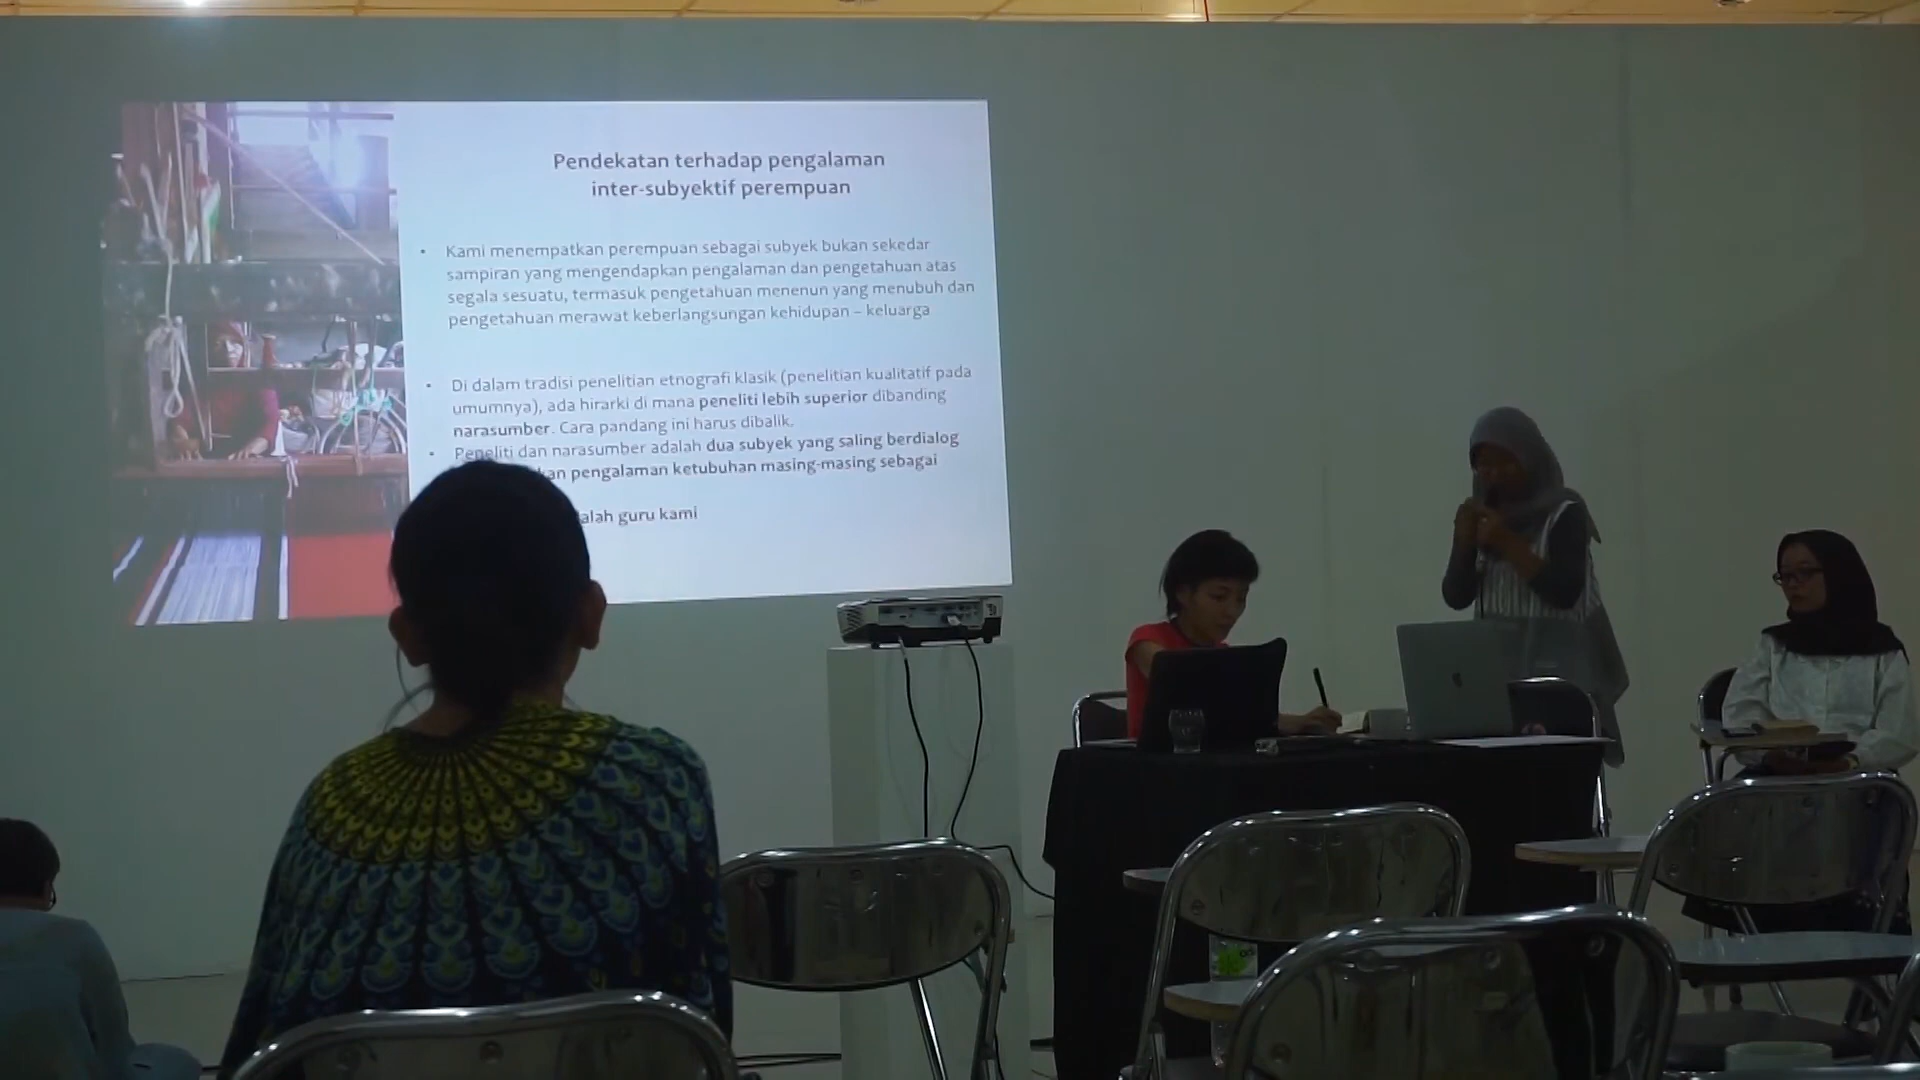 Pendekatan terhadap pengalaman
inter-subyektif perempuan
• Kami menempatkan perempuan sebagai subyek bukan sekedar
sampiran yang mengendapkan pengalaman dan pengetahuan atas
segala sesuatu, termasuk pengetahuan menenun yang menubuh dan
pengetahuan merawat keberlangsungan kehidupan – keluarga
• Di dalam tradisi penelitian etnografi klasik (penelitian kualitatif pada
umumnya), ada hirarki di mana peneliti lebih superior dibanding
narasumber. Cara pandang ini harus dibalik.
• Peneliti dan narasumber adalah dua subyek yang saling berdialog
pengalaman ketubuhan masing-masing sebagai
guru kami